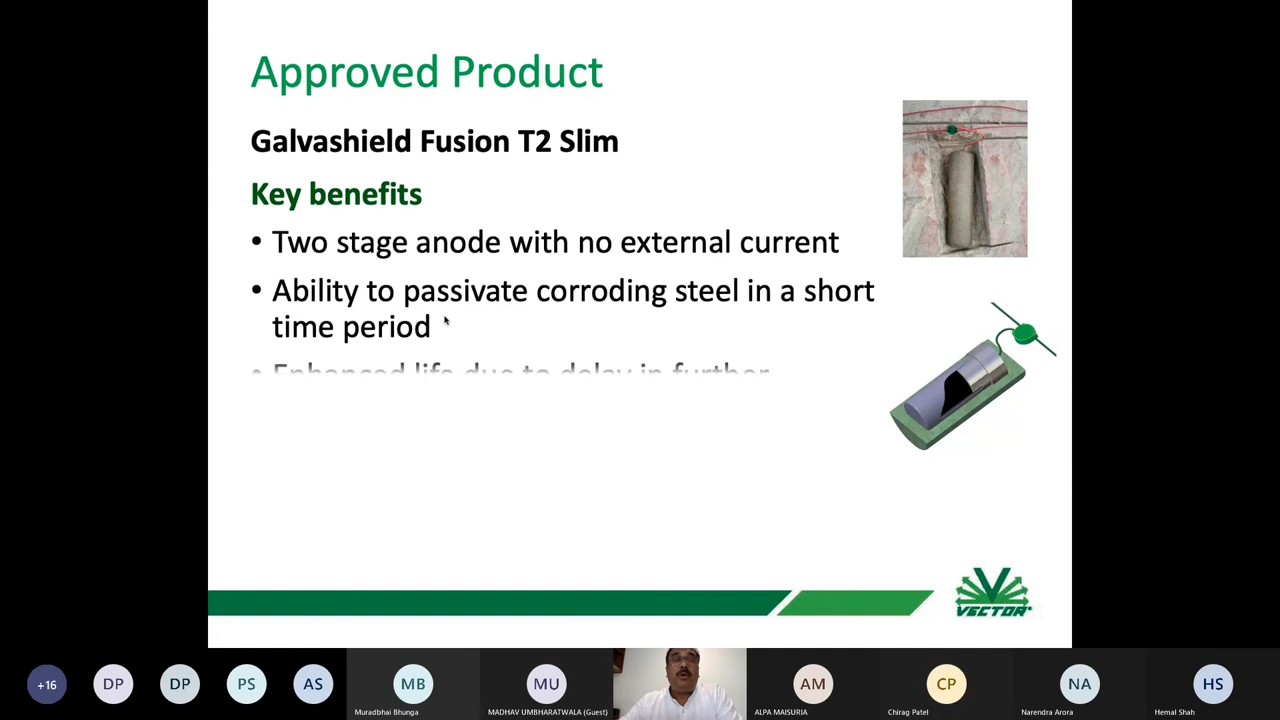 Approved Product
Galvashield Fusion T2 Slim
Key benefits
• Two stage anode with no external current
• Ability to passivate corroding steel in a short
time period
• Enhanced life due to delay in further
VECTOR®
+16
DP
DP
PS
AS
MB
Muradbhai Bhunga
MU
MADHAV UMBHARATWALA (Guest)
AM
ALPA MAISURIA
CP
Chirag Patel
NA
Narendra Arora
HS
Hemal Shah